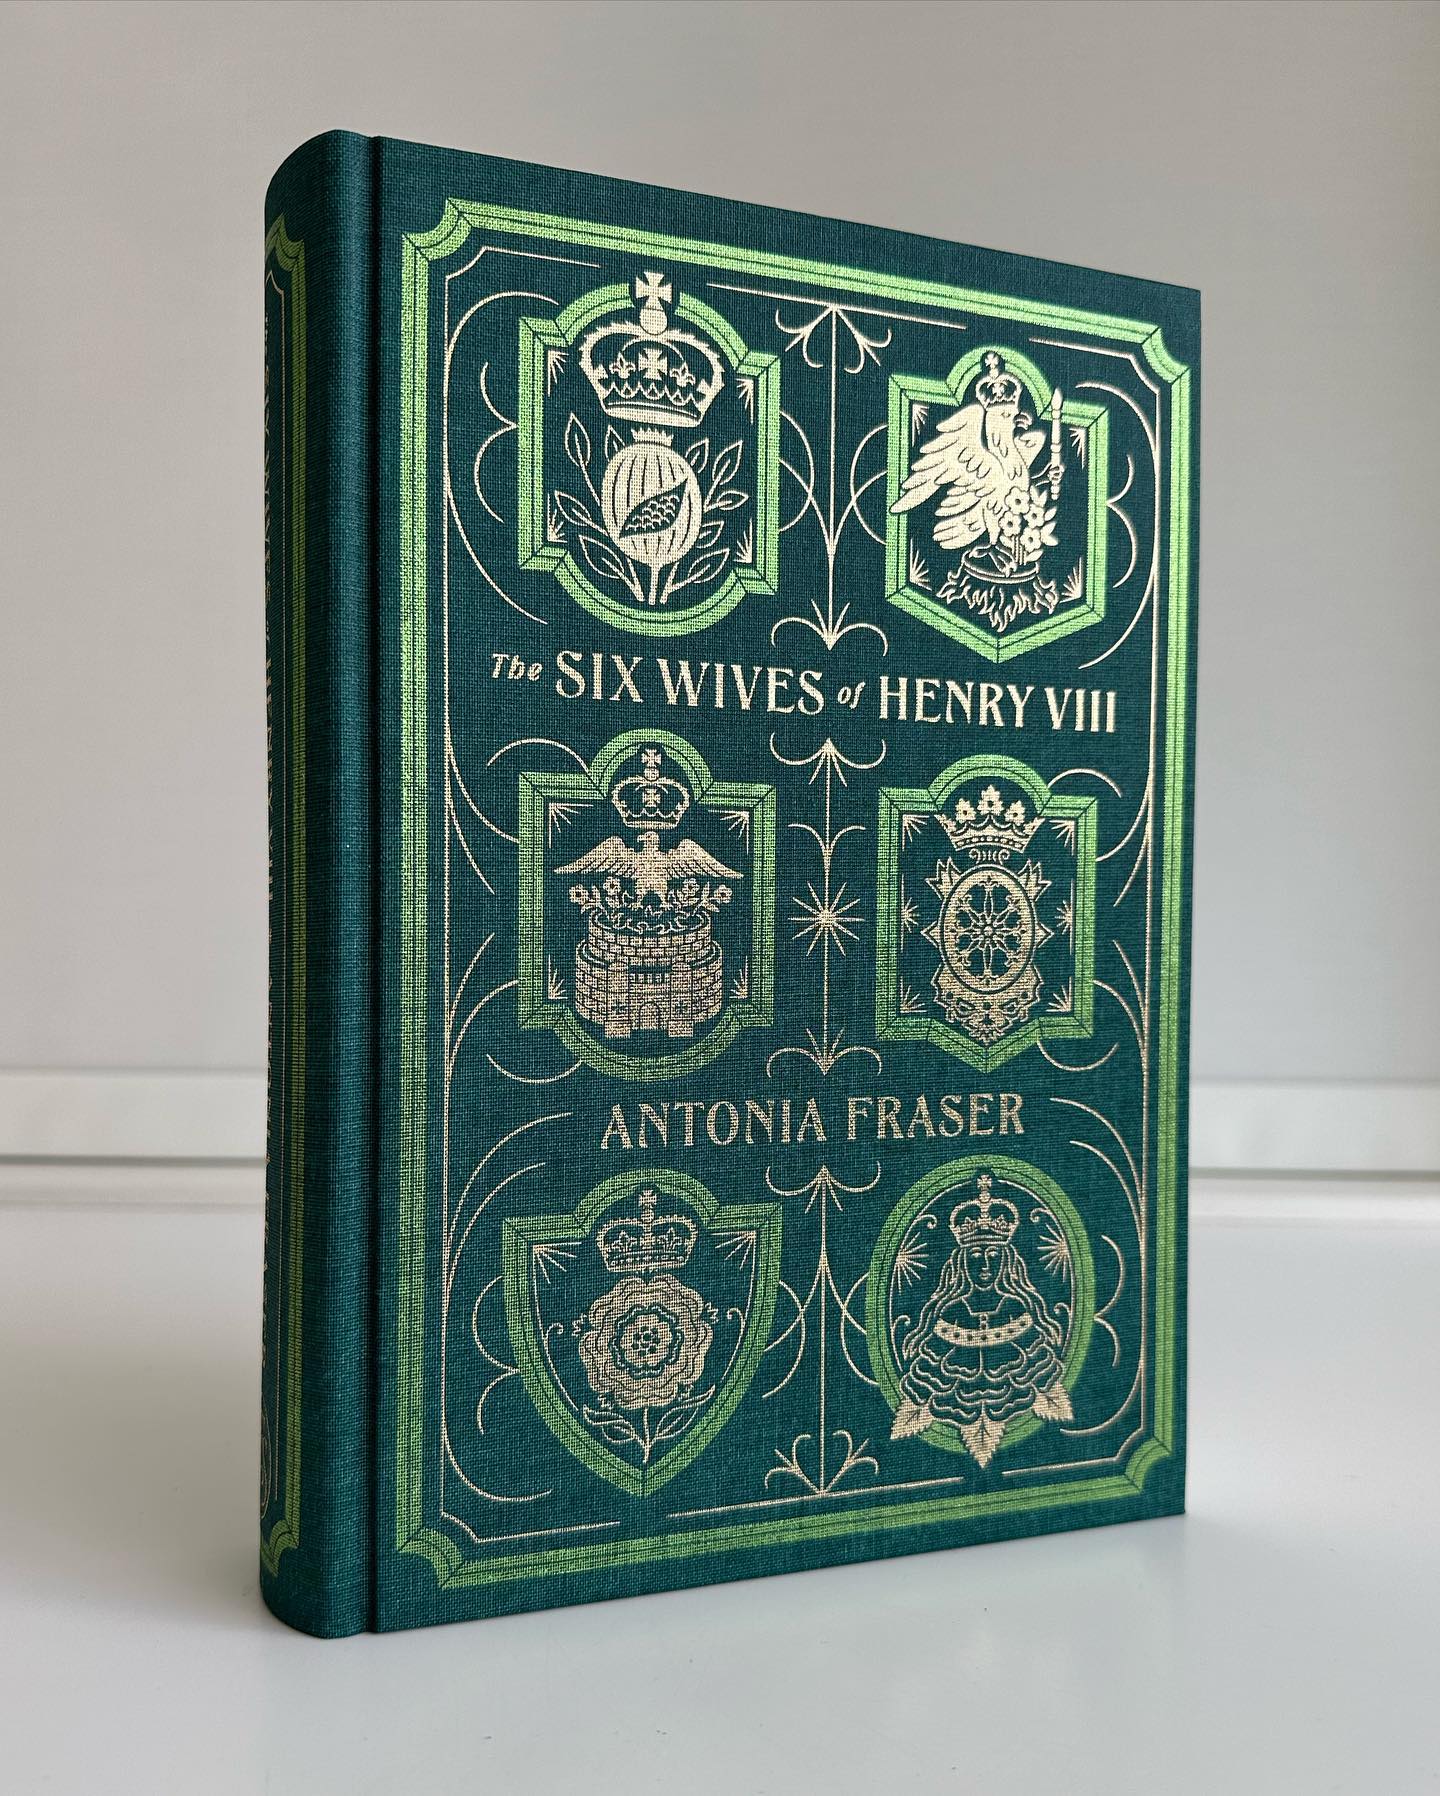 The SIX WIVES of HENRY VIII
ANTONIA FRASER